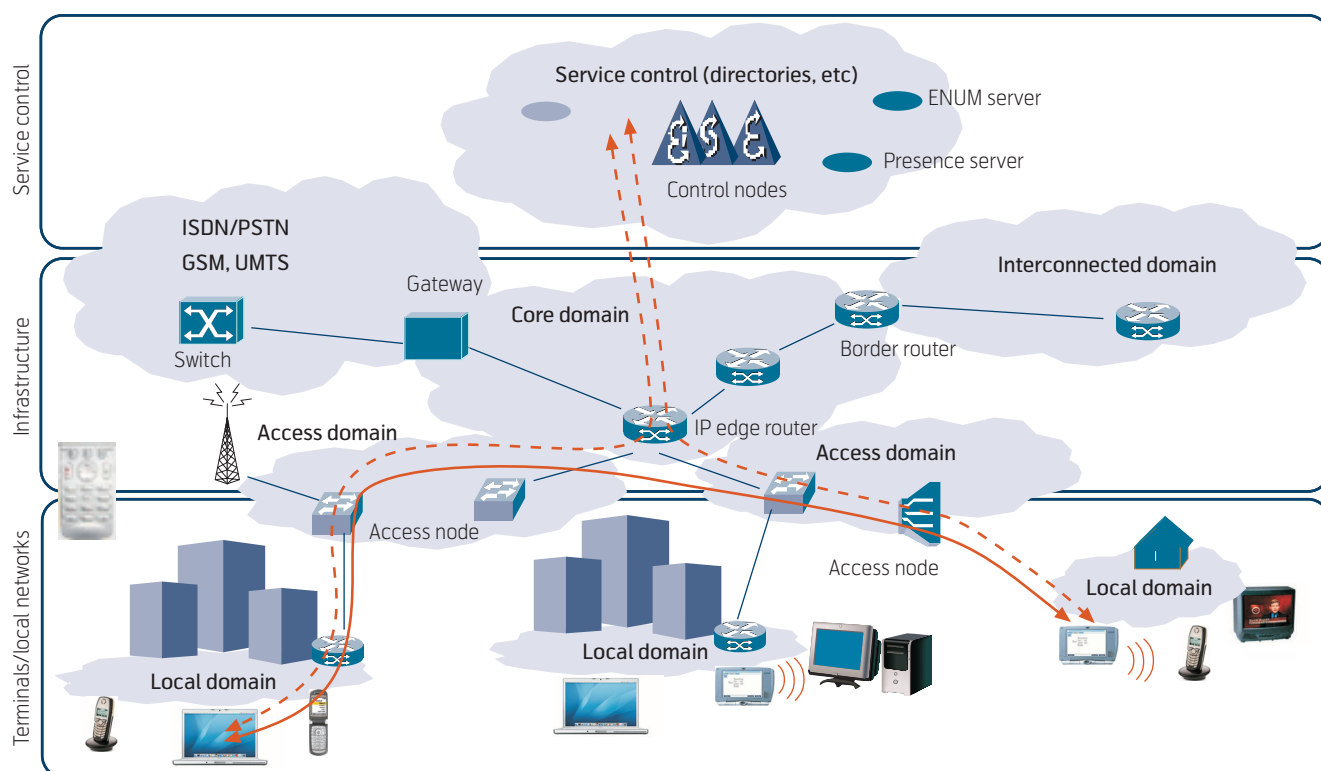 Service control
Service control (directories, etc)
ENUM server
Presence server
Control nodes
Infrastructure
ISDN/PSTN
GSM, UMTS
Gateway
Switch
Core domain
Interconnected domain
Border router
IP edge router
Access domain
Access domain
Access node
Access node
Terminals/local networks
Local domain
Local domain
Local domain